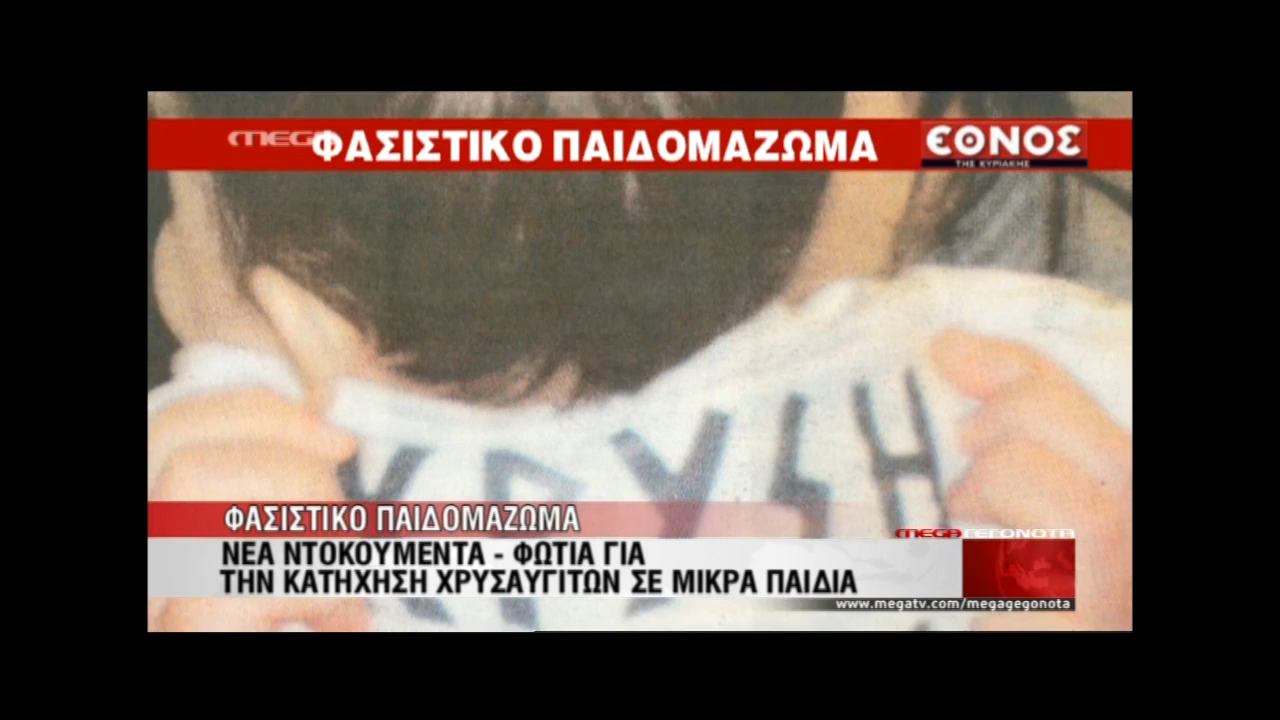 MEGA ΦΑΣΙΣΤΙΚΟ ΠΑΙΔΟΜΑΖΩΜΑ
ΕΘΝΟΣ
ΤΗΣ ΚΥΡΙΑΚΗΣ
ΧΡΥΣΗ
ΦΑΣΙΣΤΙΚΟ ΠΑΙΔΟΜΑΖΩΜΑ
MEGA ΓΕΓΟΝΟΤΑ
ΝΕΑ ΝΤΟΚΟΥΜΕΝΤΑ - ΦΩΤΙΑ ΓΙΑ
ΤΗΝ ΚΑΤΗΧΗΣΗ ΧΡΥΣΑΥΓΙΤΩΝ ΣΕ ΜΙΚΡΑ ΠΑΙΔΙΑ
www.megatv.com/megagegonota